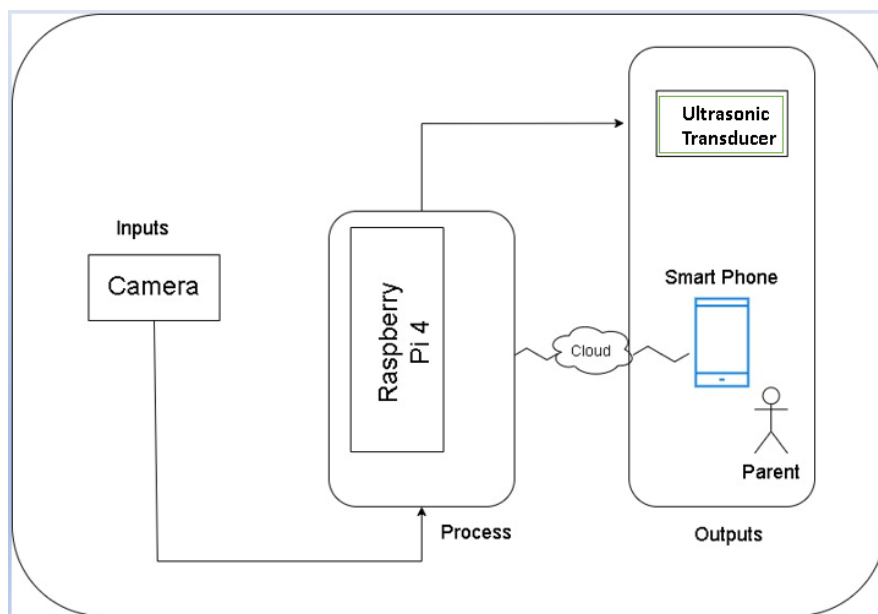 Inputs
Camera
Raspberry
Pi 4
Process
Cloud
Ultrasonic
Transducer
Smart Phone
Parent
Outputs